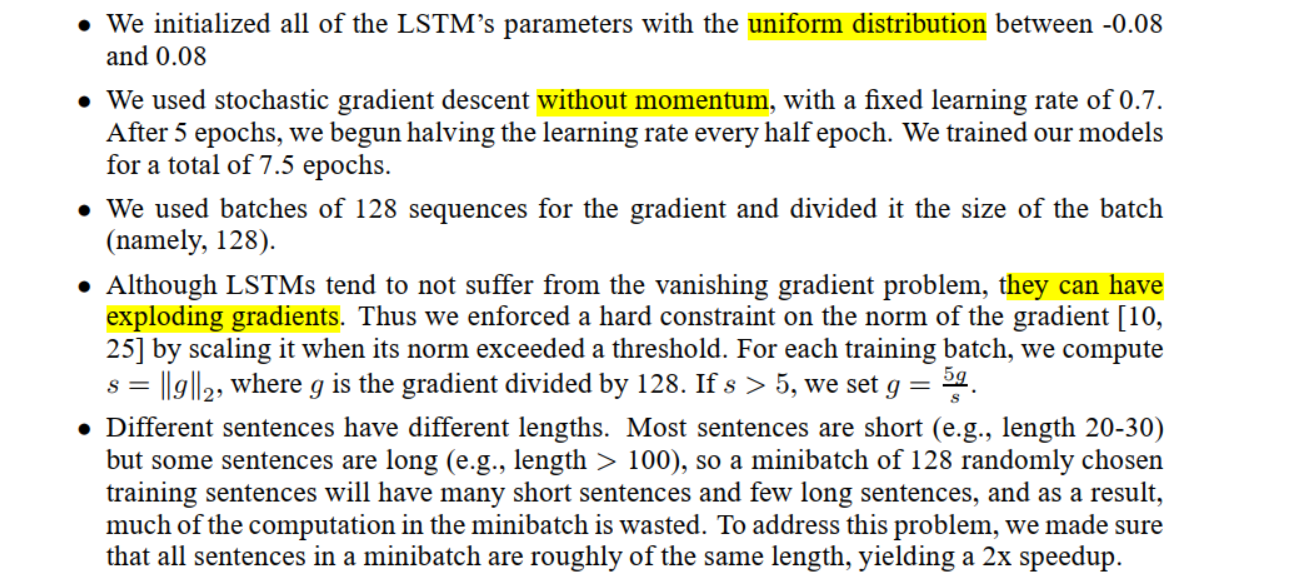 • We initialized all of the LSTM's parameters with the uniform distribution between -0.08
and 0.08
• We used stochastic gradient descent without momentum, with a fixed learning rate of 0.7.
After 5 epochs, we begun halving the learning rate every half epoch. We trained our models
for a total of 7.5 epochs.
• We used batches of 128 sequences for the gradient and divided it the size of the batch
(namely, 128).
• Although LSTMs tend to not suffer from the vanishing gradient problem, they can have
exploding gradients. Thus we enforced a hard constraint on the norm of the gradient [10,
25] by scaling it when its norm exceeded a threshold. For each training batch, we compute
s = ‖g‖₂, where g is the gradient divided by 128. If s > 5, we set g = 5g/s.
• Different sentences have different lengths. Most sentences are short (e.g., length 20-30)
but some sentences are long (e.g., length > 100), so a minibatch of 128 randomly chosen
training sentences will have many short sentences and few long sentences, and as a result,
much of the computation in the minibatch is wasted. To address this problem, we made sure
that all sentences in a minibatch are roughly of the same length, yielding a 2x speedup.